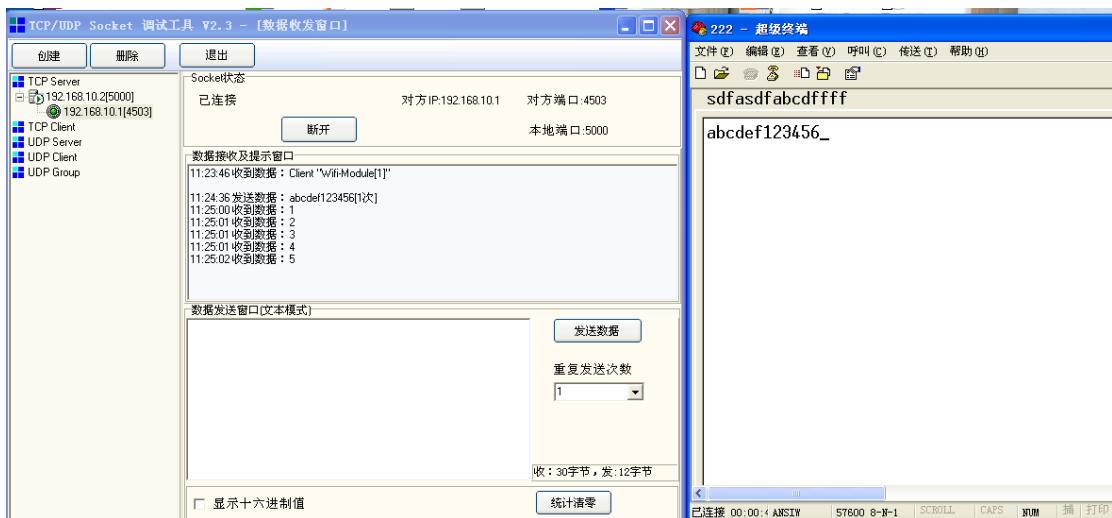 TCP/UDP Socket 调试工具 V2.3 - [数据收发窗口]
创建 删除 退出
TCP Server
192.168.10.2[5000]
192.168.10.1[4503]
TCP Client
UDP Server
UDP Client
UDP Group
Socket状态
已连接 对方IP:192.168.10.1 对方端口:4503
断开 本地端口:5000
数据接收及提示窗口
11:23:46 收到数据：Client "Wifi-Module[1]"
11:24:36 发送数据：abcdef123456[1次]
11:25:00 收到数据：1
11:25:01 收到数据：2
11:25:01 收到数据：3
11:25:01 收到数据：4
11:25:02 收到数据：5
数据发送窗口(文本模式)
发送数据
重复发送次数
1
收：30字节，发:12字节
显示十六进制值 统计清零
222 - 超级终端
文件(F) 编辑(E) 查看(V) 呼叫(C) 传送(T) 帮助(H)
sdfasdfabcdffff
abcdef123456_
已连接 00:00: ANSIW 57600 8-N-1 SCROLL CAPS NUM 捕 打印